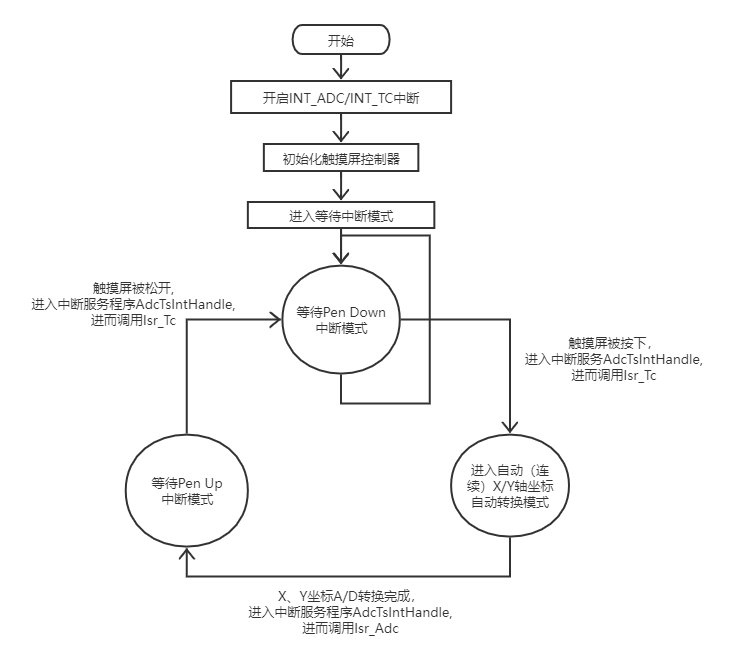 开始
开启INT_ADC/INT_TC中断
初始化触摸屏控制器
进入等待中断模式
触摸屏被松开,
进入中断服务程序AdcTsIntHandle,
进而调用Isr_Tc
等待Pen Down
中断模式
触摸屏被按下，
进入中断服务AdcTsIntHandle,
进而调用Isr_Tc
等待Pen Up
中断模式
进入自动（连
续）X/Y轴坐标
自动转换模式
X、Y坐标A/D转换完成，
进入中断服务程序AdcTsIntHandle,
进而调用Isr_Adc